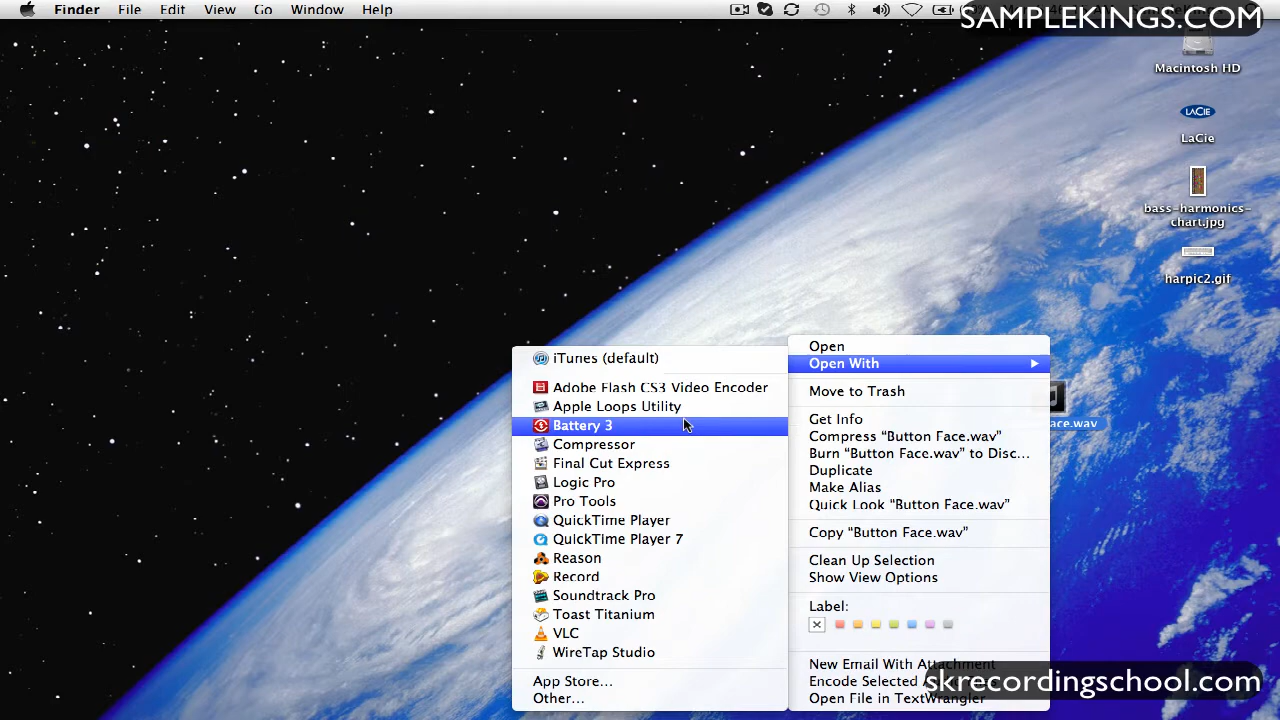 Finder File Edit View Go Window Help
SAMPLEKINGS.COM
Macintosh HD
LACIE
LaCie
bass-harmonics-
chart.jpg
harpic2.gif
ace.wav
iTunes (default)
Adobe Flash CS3 Video Encoder
Apple Loops Utility
Battery 3
Compressor
Final Cut Express
Logic Pro
Pro Tools
QuickTime Player
QuickTime Player 7
Reason
Record
Soundtrack Pro
Toast Titanium
VLC
WireTap Studio
App Store...
Other...
Open
Open With
Move to Trash
Get Info
Compress “Button Face.wav”
Burn “Button Face.wav” to Disc...
Duplicate
Make Alias
Quick Look “Button Face.wav”
Copy “Button Face.wav”
Clean Up Selection
Show View Options
Label:
New Email With Attachment
Encode Selected
Open File in TextWrangler
skrecordingschool.com